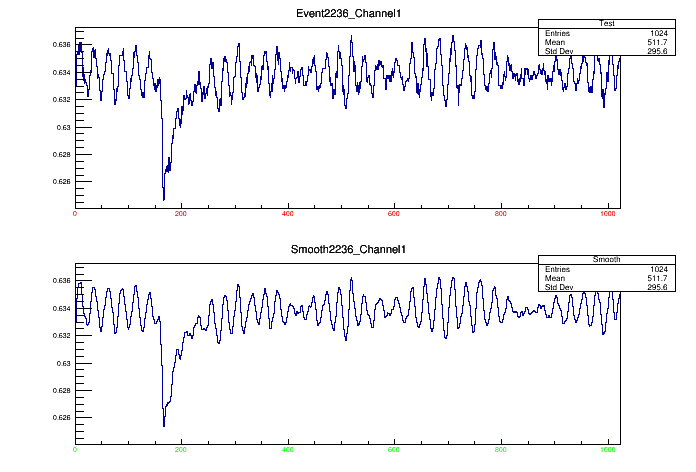 Event2236_Channel1
Test
Entries 1024
Mean 511.7
Std Dev 295.6
0.636
0.634
0.632
0.63
0.628
0.626
0 200 400 600 800 1000
Smooth2236_Channel1
Smooth
Entries 1024
Mean 511.7
Std Dev 295.6
0.636
0.634
0.632
0.63
0.628
0.626
0 200 400 600 800 1000